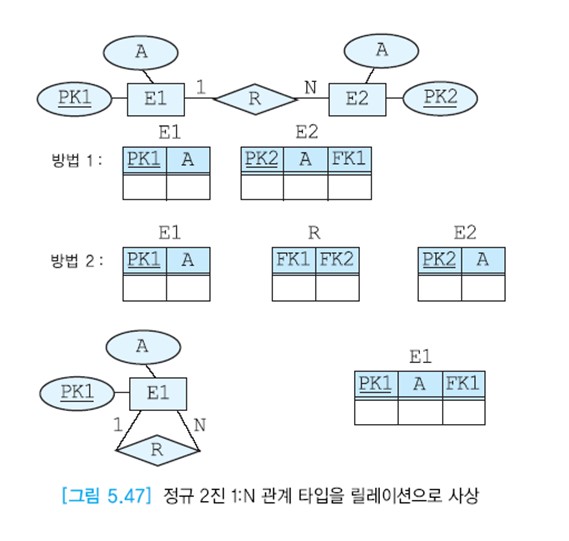 A A
PK1 E1 1 R N E2 PK2
E1 E2
방법 1: PK1 A PK2 A FK1
E1 R E2
방법 2: PK1 A FK1 FK2 PK2 A
A
PK1 E1
1 N
R
E1
PK1 A FK1
[그림 5.47] 정규 2진 1:N 관계 타입을 릴레이션으로 사상